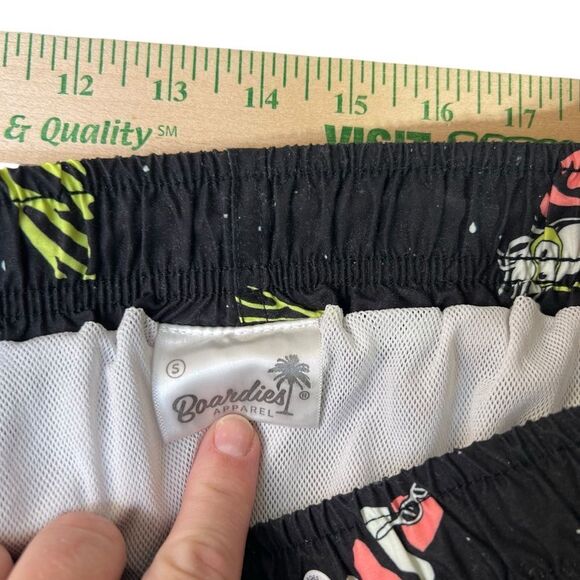 12 13 14 15 16 17
& Quality SM
S
Boardies ®
APPAREL